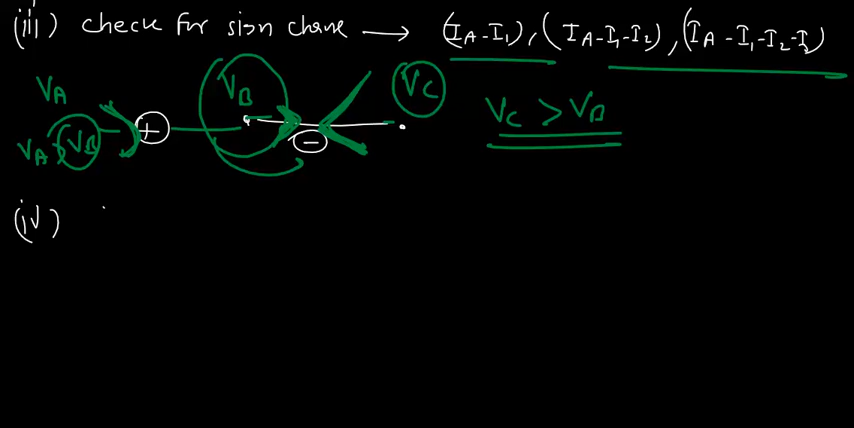 (iii) check for sign chane → (I_A - I_1), (I_A - I_1 - I_2), (I_A - I_1 - I_2 - I_3)
V_A V_B V_C
V_C > V_B
V_A > V_B + -
(iv)